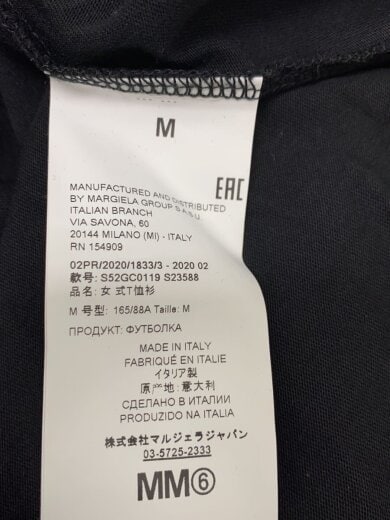 M
EAC
MANUFACTURED AND DISTRIBUTED
BY MARGIELA GROUP S.A.S.U.
ITALIAN BRANCH
VIA SAVONA, 60
20144 MILANO (MI) - ITALY
RN 154909
02PR/2020/1833/3 - 2020 02
款号: S52GC0119 S23588
品名: 女 式T恤衫
M 号型: 165/88A Taille: M
ПРОДУКТ: ФУТБОЛКА
MADE IN ITALY
FABRIQUÉ EN ITALIE
イタリア製
原产地: 意大利
СДЕЛАНО В ИТАЛИИ
PRODUZIDO NA ITALIA
株式会社マルジェラジャパン
03-5725-2333
MM⑥